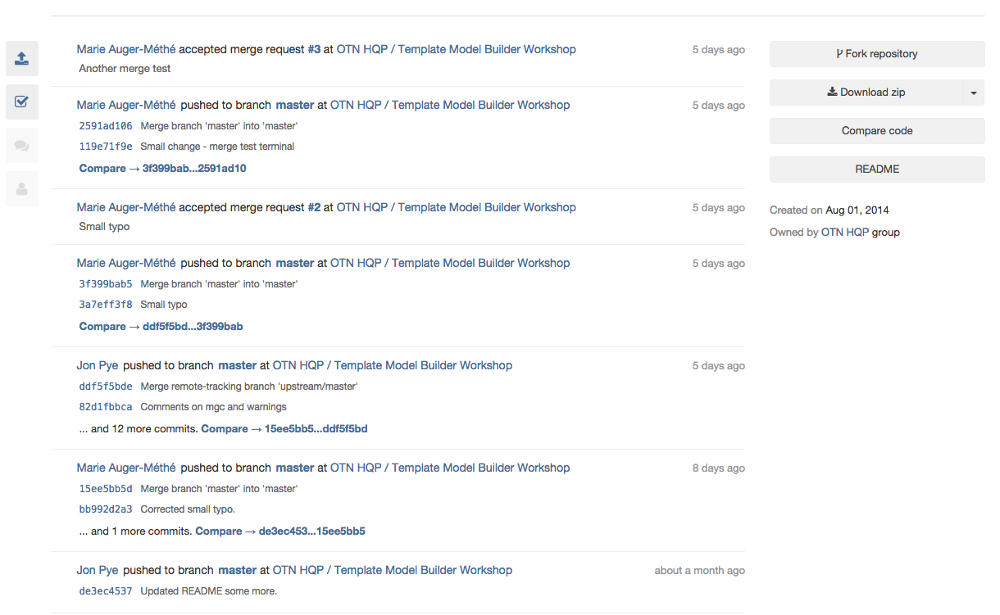 Marie Auger-Méthé accepted merge request #3 at OTN HQP / Template Model Builder Workshop 5 days ago
Another merge test
Marie Auger-Méthé pushed to branch master at OTN HQP / Template Model Builder Workshop 5 days ago
2591ad106 Merge branch 'master' into 'master'
119e71f9e Small change - merge test terminal
Compare → 3f399bab...2591ad10
Marie Auger-Méthé accepted merge request #2 at OTN HQP / Template Model Builder Workshop 5 days ago
Small typo
Marie Auger-Méthé pushed to branch master at OTN HQP / Template Model Builder Workshop 5 days ago
3f399bab5 Merge branch 'master' into 'master'
3a7eff3f8 Small typo
Compare → ddf5f5bd...3f399bab
Jon Pye pushed to branch master at OTN HQP / Template Model Builder Workshop 5 days ago
ddf5f5bde Merge remote-tracking branch 'upstream/master'
82d1fbbca Comments on mgc and warnings
... and 12 more commits. Compare → 15ee5bb5...ddf5f5bd
Marie Auger-Méthé pushed to branch master at OTN HQP / Template Model Builder Workshop 8 days ago
15ee5bb5d Merge branch 'master' into 'master'
bb992d2a3 Corrected small typo.
... and 1 more commits. Compare → de3ec453...15ee5bb5
Jon Pye pushed to branch master at OTN HQP / Template Model Builder Workshop about a month ago
de3ec4537 Updated README some more.
Fork repository
Download zip
Compare code
README
Created on Aug 01, 2014
Owned by OTN HQP group